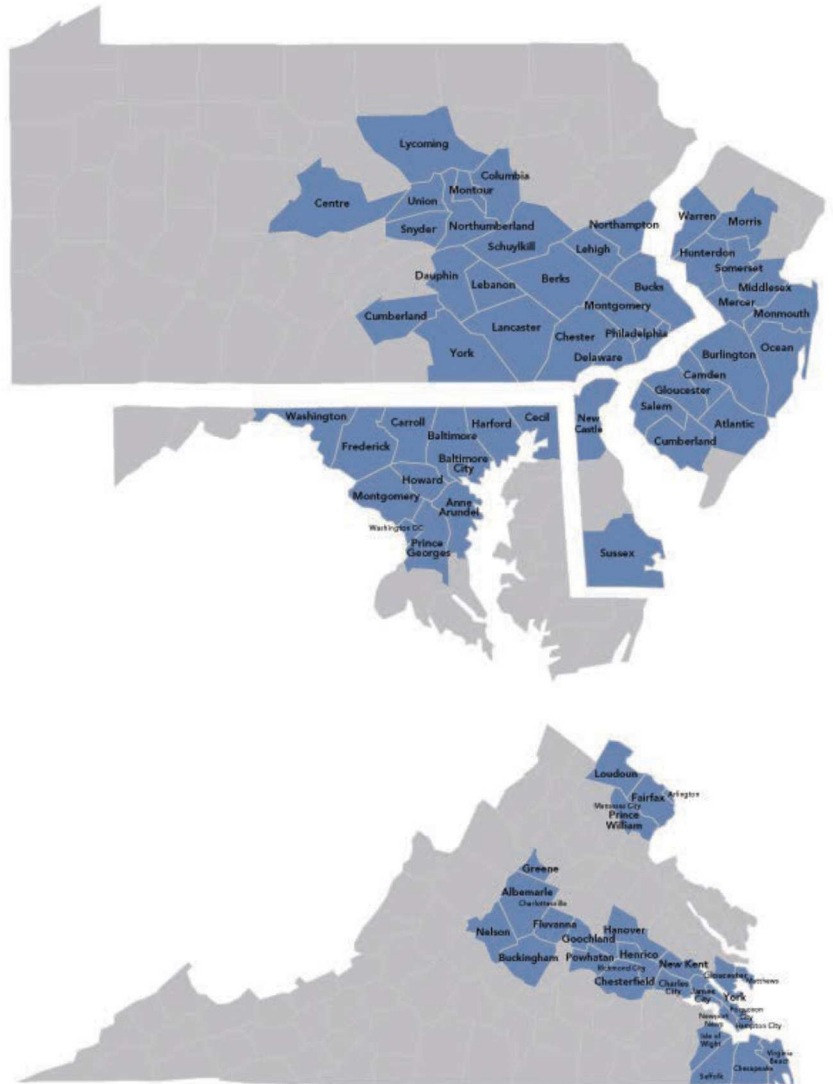 Lycoming
Columbia
Montour
Centre
Union
Snyder
Northumberland
Northampton
Schuylkill
Lehigh
Dauphin
Lebanon
Berks
Bucks
Montgomery
Cumberland
Lancaster
Chester
Philadelphia
York
Delaware
Warren
Morris
Hunterdon
Somerset
Middlesex
Mercer
Monmouth
Ocean
Burlington
Camden
Gloucester
Salem
Atlantic
Cumberland
Washington
Carroll
Harford
Cecil
Frederick
Baltimore
Baltimore
City
Howard
Montgomery
Anne
Arundel
Washington DC
Prince
Georges
New
Castle
Sussex
Loudoun
Fairfax
Arlington
Manassas City
Prince
William
Greene
Albemarle
Charlottesville
Nelson
Fluvanna
Buckingham
Goochland
Hanover
Powhatan
Henrico
Richmond City
Chesterfield
New Kent
Charles
City
James
City
Gloucester
Matthews
York
Poquoson
City
Newport
News
Hampton City
Isle of
Wight
Suffolk
Chesapeake
Virginia
Beach